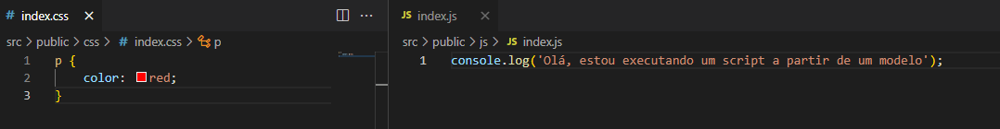 # index.css ×
src > public > css > # index.css > p
1 p {
2 color: red;
3 }
JS index.js ×
src > public > js > JS index.js
1 console.log('Olá, estou executando um script a partir de um modelo');